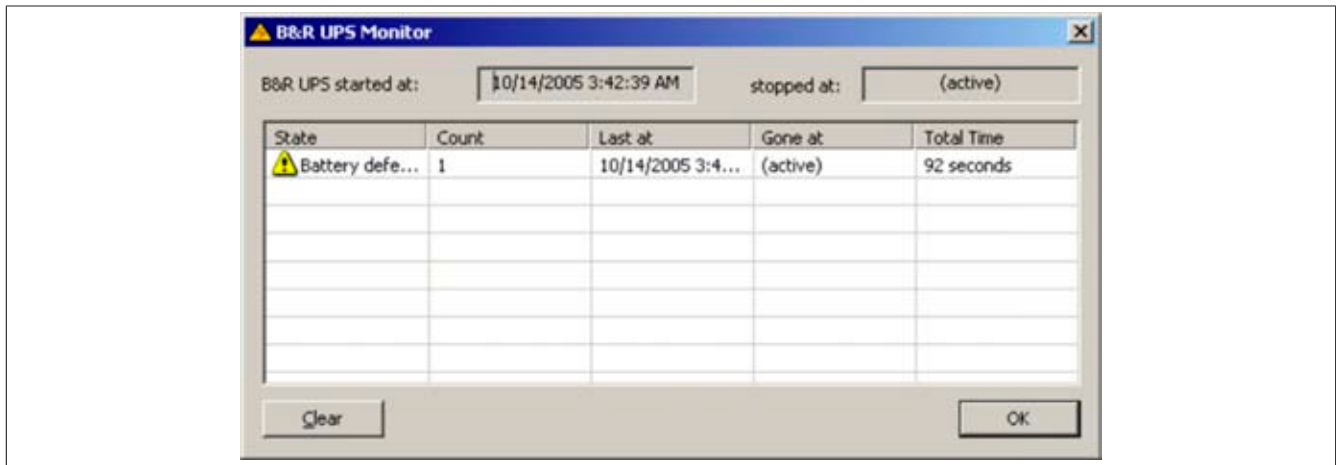 B&R UPS Monitor
B&R UPS started at: 10/14/2005 3:42:39 AM stopped at: (active)
State Count Last at Gone at Total Time
Battery defe... 1 10/14/2005 3:4... (active) 92 seconds
Clear OK